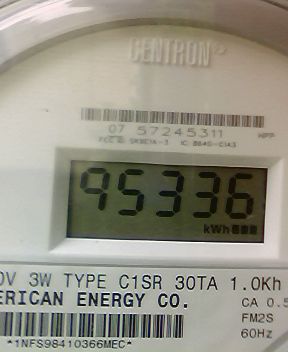 CENTRON
07 57245311
95336
kWh
0V 3W TYPE C1SR 30TA 1.0Kh
ERICAN ENERGY CO.
CA 0.5
FM2S
60Hz
*1NFS98410366MEC*